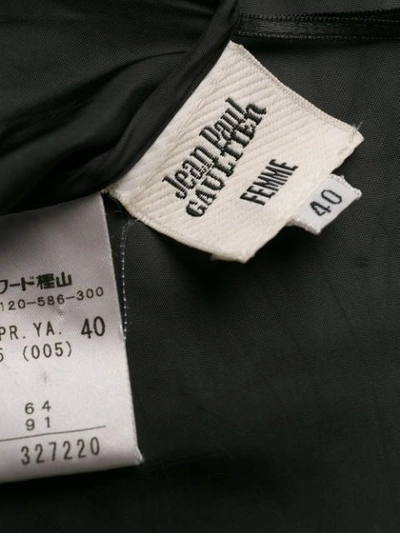 Jean Paul
GAULTIER
FEMME
40
ワード樫山
120-586-300
PR.YA. 40
5 (005)
64
91
327220